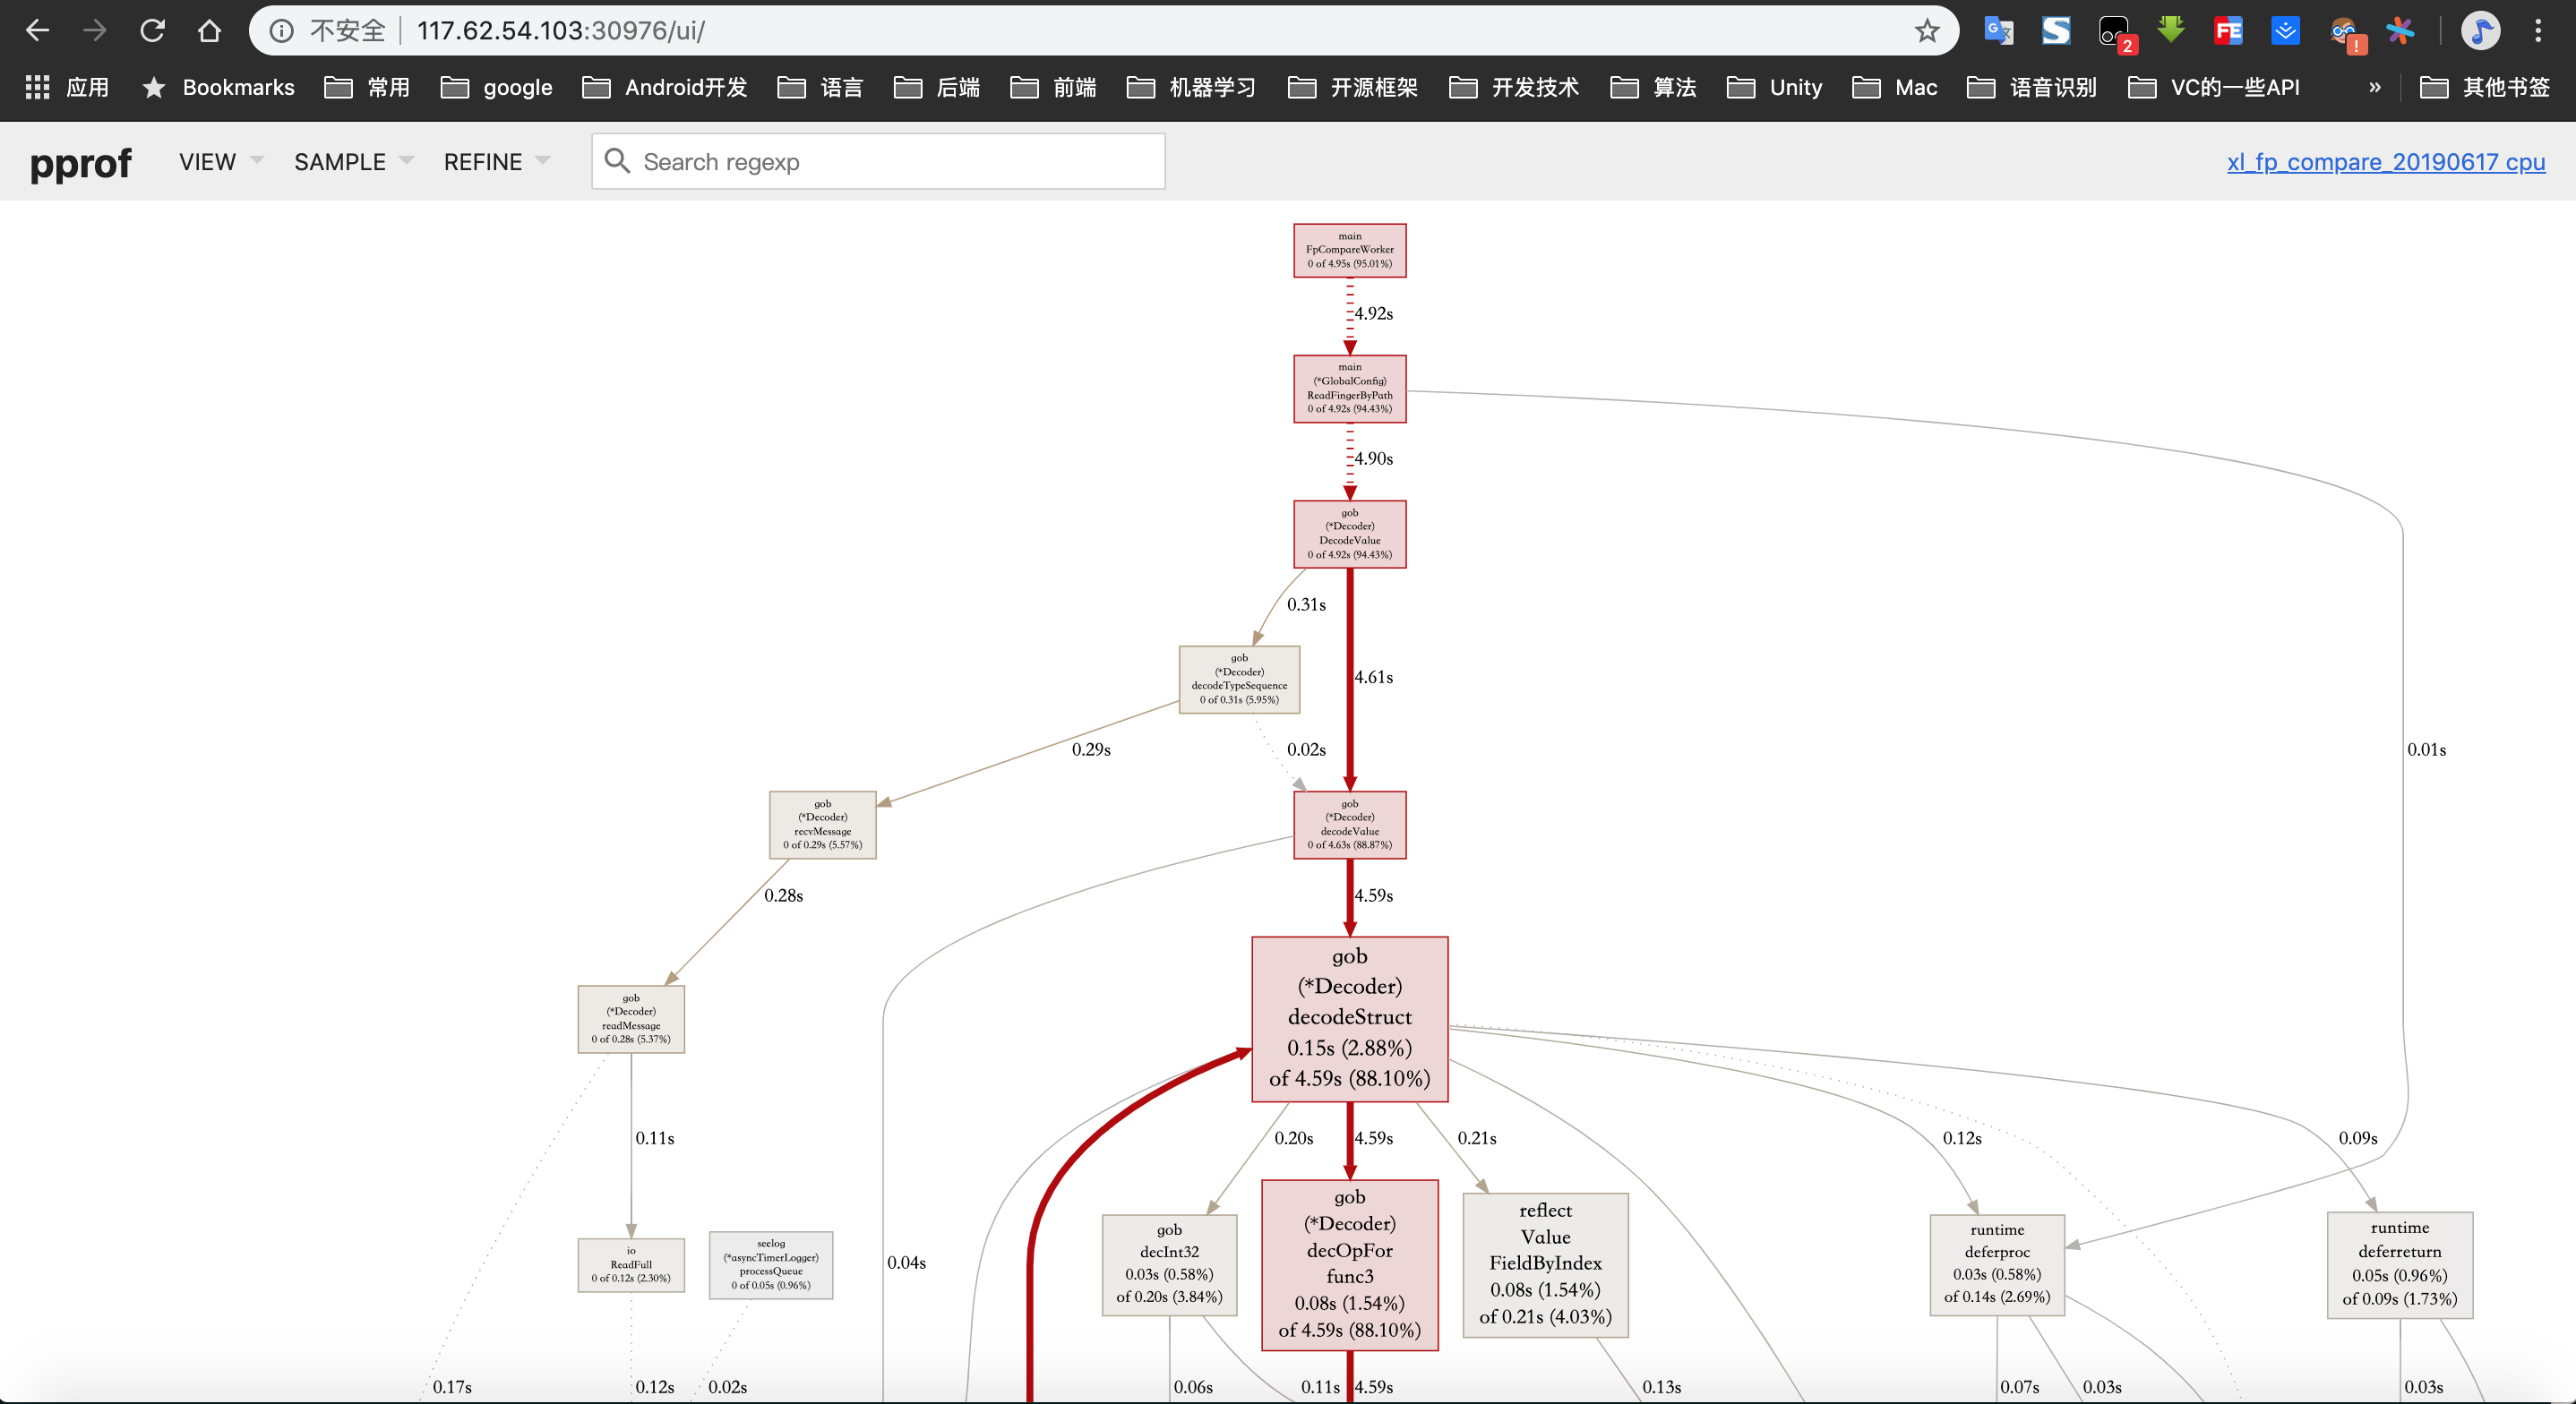 不安全 117.62.54.103:30976/ui/
2
!
应用 Bookmarks 常用 google Android开发 语言 后端 前端 机器学习 开源框架 开发技术 算法 Unity Mac 语音识别 VC的一些API » 其他书签
pprof VIEW SAMPLE REFINE Search regexp xl_fp_compare_20190617 cpu
main
FpCompareWorker
0 of 4.95s (95.01%)
4.92s
main
(*GlobalConfig)
ReadFingerByPath
0 of 4.92s (94.43%)
4.90s
gob
(*Decoder)
DecodeValue
0 of 4.92s (94.43%)
0.31s
4.61s
gob
(*Decoder)
decodeTypeSequence
0 of 0.31s (5.95%)
0.29s
0.02s
0.01s
gob
(*Decoder)
recvMessage
0 of 0.29s (5.57%)
gob
(*Decoder)
decodeValue
0 of 4.63s (88.87%)
0.28s
4.59s
gob
(*Decoder)
decodeStruct
0.15s (2.88%)
of 4.59s (88.10%)
gob
(*Decoder)
readMessage
0 of 0.28s (5.37%)
0.11s
0.20s
4.59s
0.21s
0.12s
0.09s
io
ReadFull
0 of 0.12s (2.30%)
seelog
(*asyncTimerLogger)
processQueue
0 of 0.05s (0.96%)
0.04s
gob
decInt32
0.03s (0.58%)
of 0.20s (3.84%)
gob
(*Decoder)
decOpFor
func3
0.08s (1.54%)
of 4.59s (88.10%)
reflect
Value
FieldByIndex
0.08s (1.54%)
of 0.21s (4.03%)
runtime
deferproc
0.03s (0.58%)
of 0.14s (2.69%)
runtime
deferreturn
0.05s (0.96%)
of 0.09s (1.73%)
0.17s
0.12s
0.02s
0.06s
0.11s
4.59s
0.13s
0.07s
0.03s
0.03s